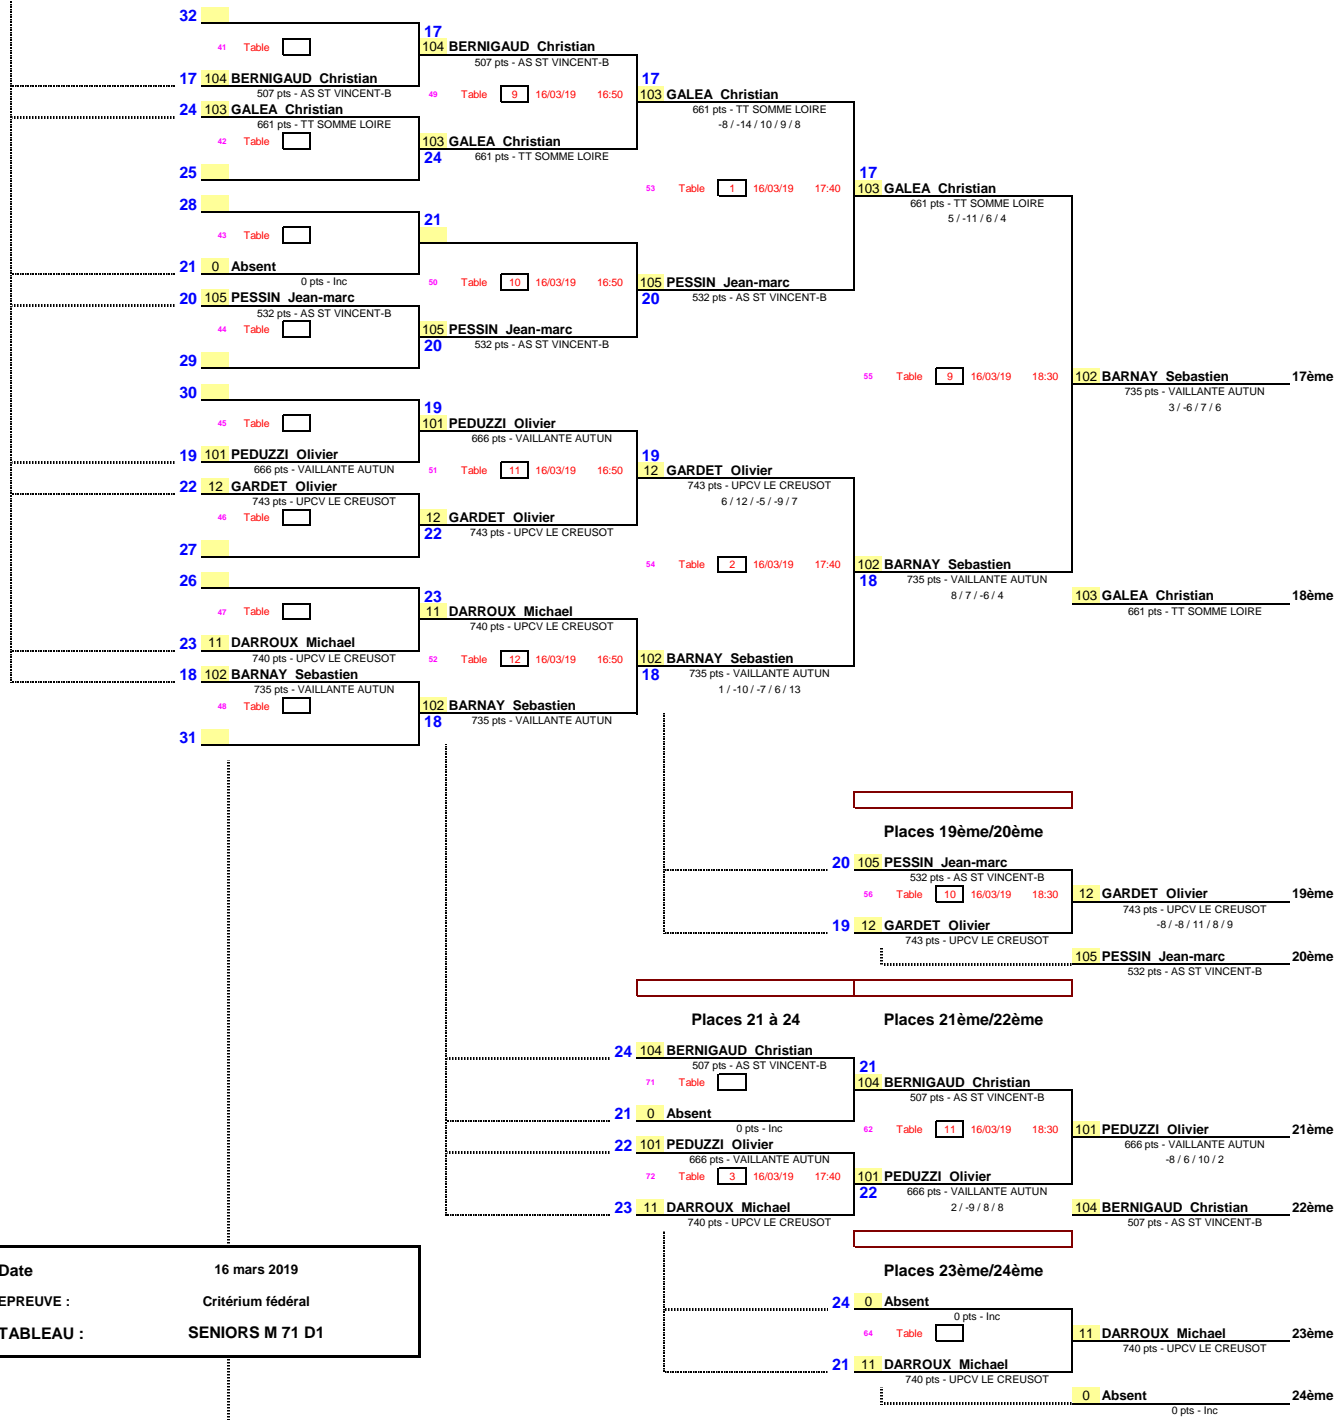 32
17
41 Table
104 BERNIGAUD Christian
507 pts - AS ST VINCENT-B
17 104 BERNIGAUD Christian
507 pts - AS ST VINCENT-B
49 Table 9 16/03/19 16:50
17
103 GALEA Christian
661 pts - TT SOMME LOIRE
-8 / -14 / 10 / 9 / 8
24 103 GALEA Christian
661 pts - TT SOMME LOIRE
42 Table
103 GALEA Christian
24 661 pts - TT SOMME LOIRE
25
53 Table 1 16/03/19 17:40
17
103 GALEA Christian
661 pts - TT SOMME LOIRE
5 / -11 / 6 / 4
28
21
43 Table
21 0 Absent
0 pts - Inc
50 Table 10 16/03/19 16:50
105 PESSIN Jean-marc
20 532 pts - AS ST VINCENT-B
20 105 PESSIN Jean-marc
532 pts - AS ST VINCENT-B
44 Table
105 PESSIN Jean-marc
20 532 pts - AS ST VINCENT-B
29
55 Table 9 16/03/19 18:30
102 BARNAY Sebastien 17ème
735 pts - VAILLANTE AUTUN
3 / -6 / 7 / 6
30
19
45 Table
101 PEDUZZI Olivier
666 pts - VAILLANTE AUTUN
19 101 PEDUZZI Olivier
666 pts - VAILLANTE AUTUN
51 Table 11 16/03/19 16:50
19
12 GARDET Olivier
743 pts - UPCV LE CREUSOT
6 / 12 / -5 / -9 / 7
22 12 GARDET Olivier
743 pts - UPCV LE CREUSOT
46 Table
12 GARDET Olivier
22 743 pts - UPCV LE CREUSOT
27
54 Table 2 16/03/19 17:40
102 BARNAY Sebastien
18 735 pts - VAILLANTE AUTUN
8 / 7 / -6 / 4
26
103 GALEA Christian 18ème
661 pts - TT SOMME LOIRE
23
47 Table
11 DARROUX Michael
740 pts - UPCV LE CREUSOT
23 11 DARROUX Michael
740 pts - UPCV LE CREUSOT
52 Table 12 16/03/19 16:50
102 BARNAY Sebastien
18 735 pts - VAILLANTE AUTUN
1 / -10 / -7 / 6 / 13
18 102 BARNAY Sebastien
735 pts - VAILLANTE AUTUN
48 Table
102 BARNAY Sebastien
18 735 pts - VAILLANTE AUTUN
31
Places 19ème/20ème
20 105 PESSIN Jean-marc
532 pts - AS ST VINCENT-B
56 Table 10 16/03/19 18:30
12 GARDET Olivier 19ème
743 pts - UPCV LE CREUSOT
-8 / -8 / 11 / 8 / 9
19 12 GARDET Olivier
743 pts - UPCV LE CREUSOT
105 PESSIN Jean-marc 20ème
532 pts - AS ST VINCENT-B
Places 21 à 24
Places 21ème/22ème
24 104 BERNIGAUD Christian
507 pts - AS ST VINCENT-B
71 Table
21
104 BERNIGAUD Christian
507 pts - AS ST VINCENT-B
21 0 Absent
0 pts - Inc
62 Table 11 16/03/19 18:30
101 PEDUZZI Olivier 21ème
666 pts - VAILLANTE AUTUN
-8 / 6 / 10 / 2
22 101 PEDUZZI Olivier
666 pts - VAILLANTE AUTUN
72 Table 3 16/03/19 17:40
101 PEDUZZI Olivier
22 666 pts - VAILLANTE AUTUN
2 / -9 / 8 / 8
23 11 DARROUX Michael
740 pts - UPCV LE CREUSOT
104 BERNIGAUD Christian 22ème
507 pts - AS ST VINCENT-B
Date 16 mars 2019
EPREUVE : Critérium fédéral
TABLEAU : SENIORS M 71 D1
Places 23ème/24ème
24 0 Absent
0 pts - Inc
64 Table
11 DARROUX Michael 23ème
740 pts - UPCV LE CREUSOT
21 11 DARROUX Michael
740 pts - UPCV LE CREUSOT
0 Absent 24ème
0 pts - Inc